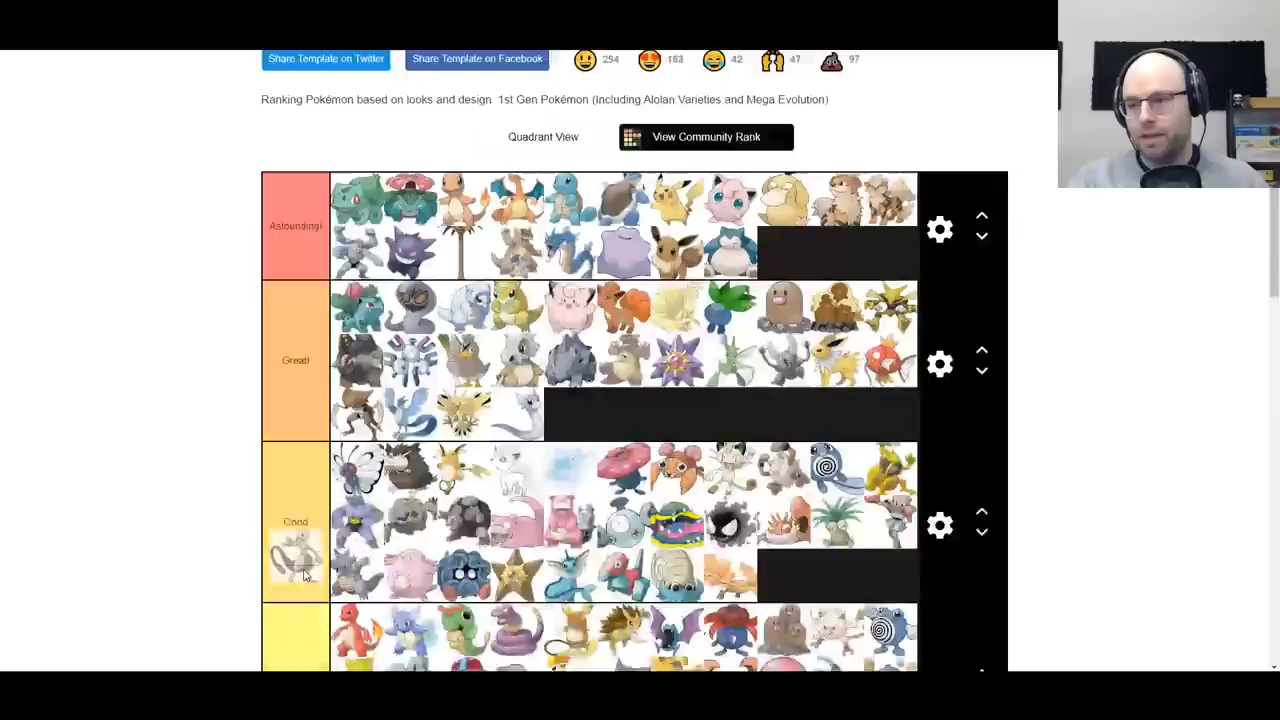 Share Template on Twitter
Share Template on Facebook
294
183
42
47
97
Ranking Pokémon based on looks and design 1st Gen Pokémon (Including Alolan Varieties and Mega Evolution)
Quadrant View
View Community Rank
Astounding!
Great!
Good